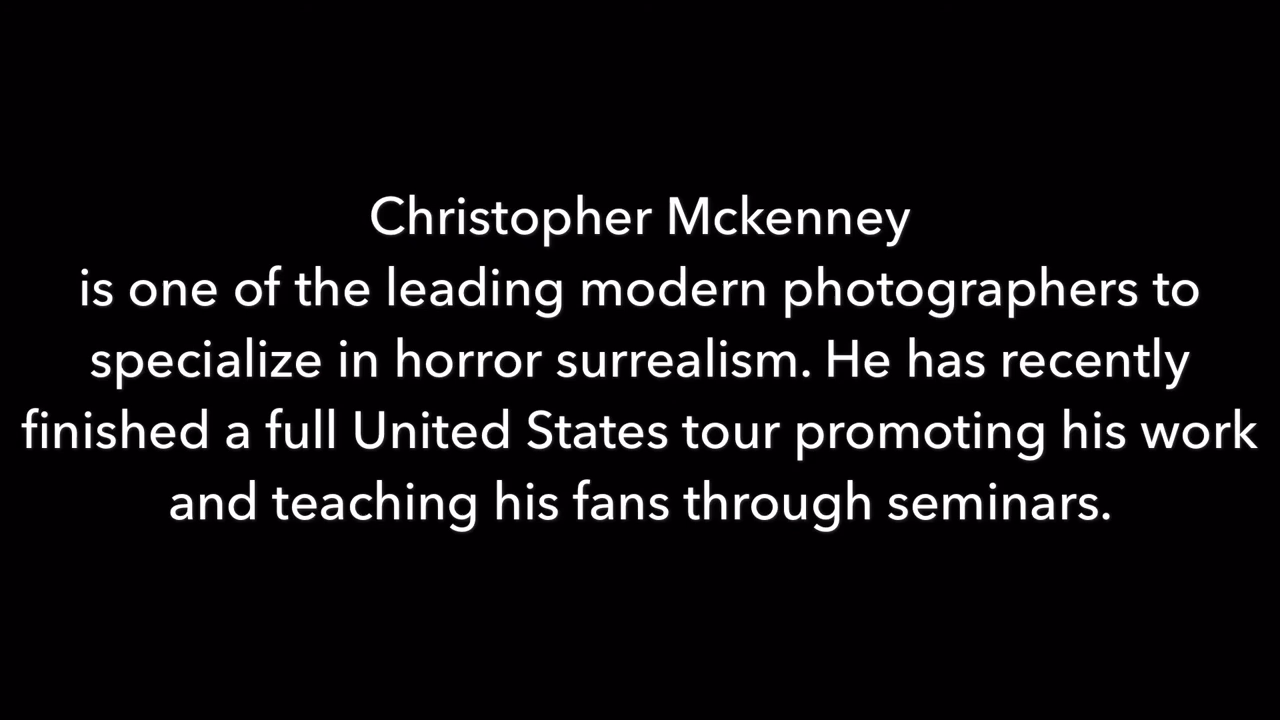 Christopher Mckenney
is one of the leading modern photographers to
specialize in horror surrealism. He has recently
finished a full United States tour promoting his work
and teaching his fans through seminars.